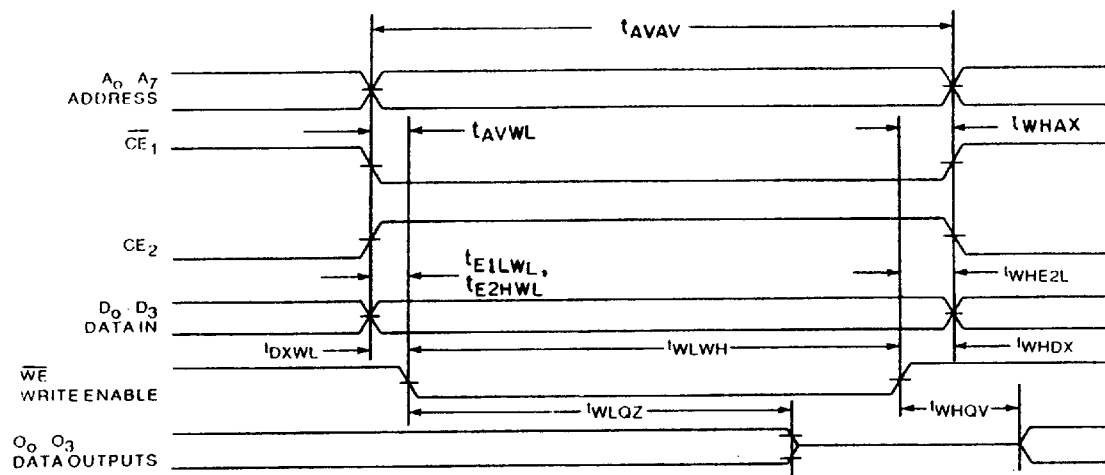 tAVAV
A0 A7
ADDRESS
tAVWL
tWHAX
CE1
CE2
tE1LWL,
tE2HWL
tWHE2L
D0 - D3
DATA IN
tDXWL
tWLWH
tWHDX
WE
WRITE ENABLE
tWLQZ
tWHQV
O0 O3
DATA OUTPUTS